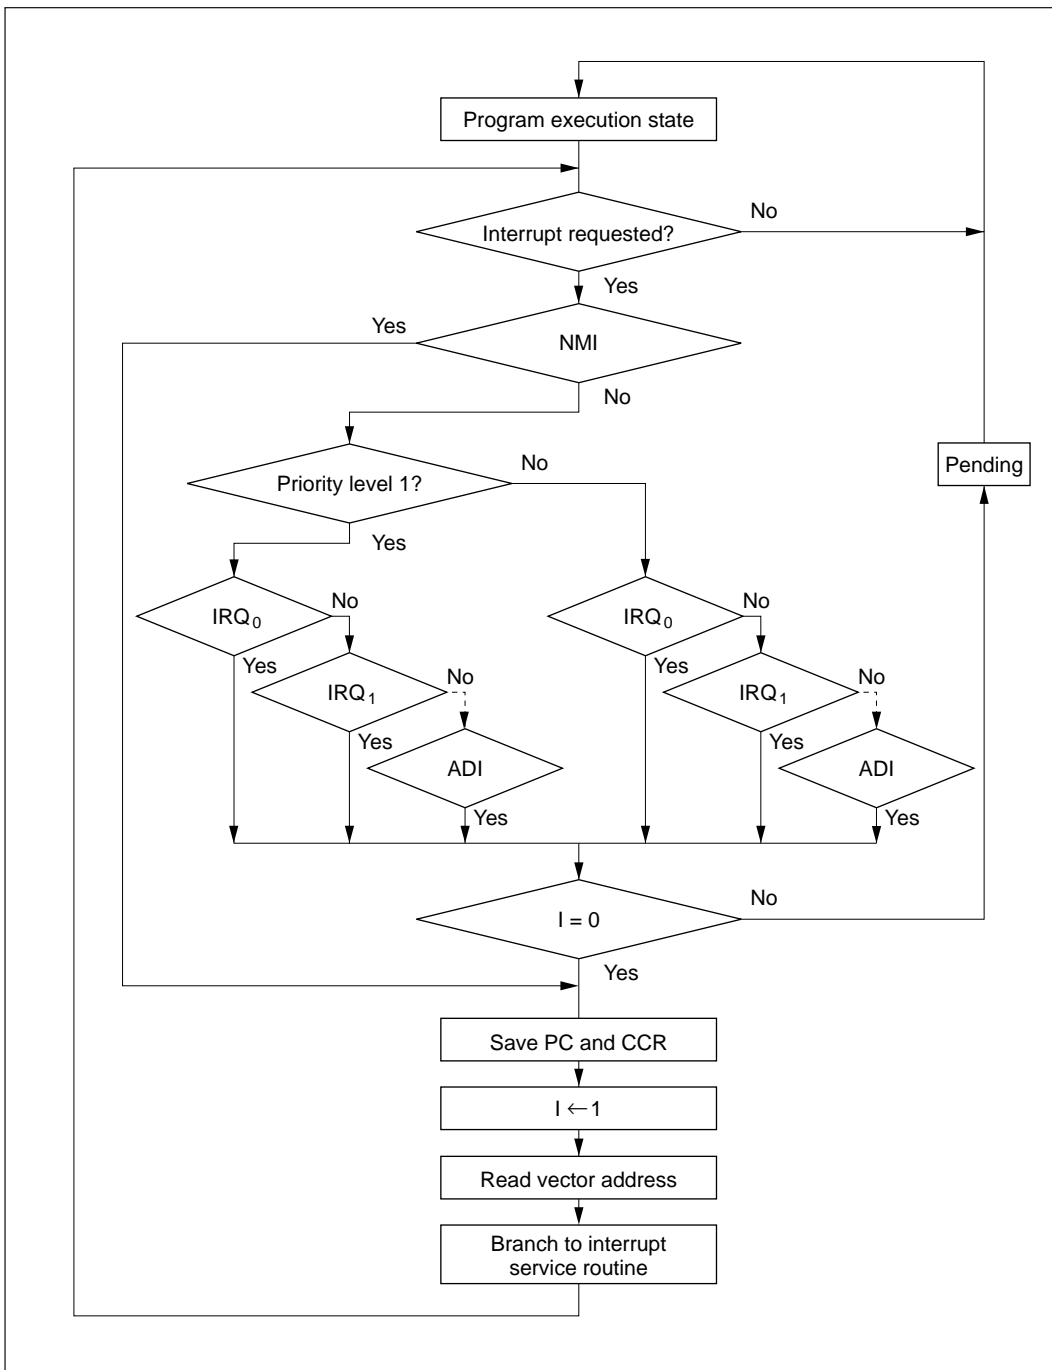 Program execution state
No
Interrupt requested?
Yes
Yes
NMI
No
Pending
No
Priority level 1?
Yes
No
No
IRQ0
IRQ0
Yes
No
Yes
No
IRQ1
IRQ1
Yes
Yes
ADI
ADI
Yes
Yes
No
I = 0
Yes
Save PC and CCR
I ← 1
Read vector address
Branch to interrupt
service routine